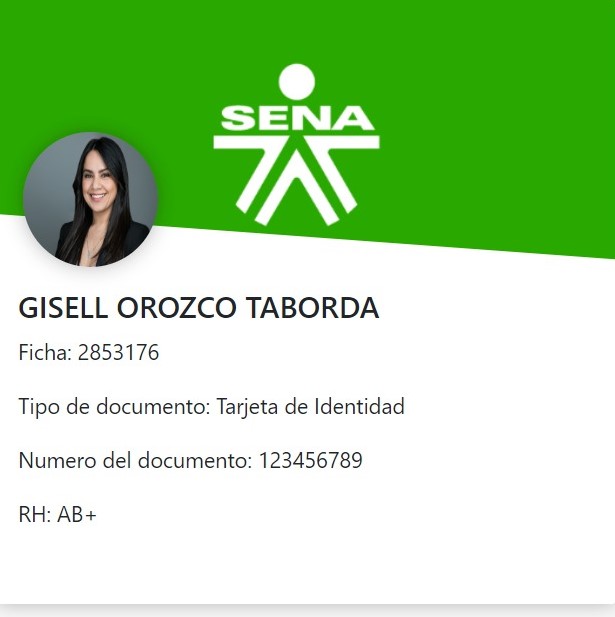 SENA
GISELL OROZCO TABORDA
Ficha: 2853176
Tipo de documento: Tarjeta de Identidad
Numero del documento: 123456789
RH: AB+